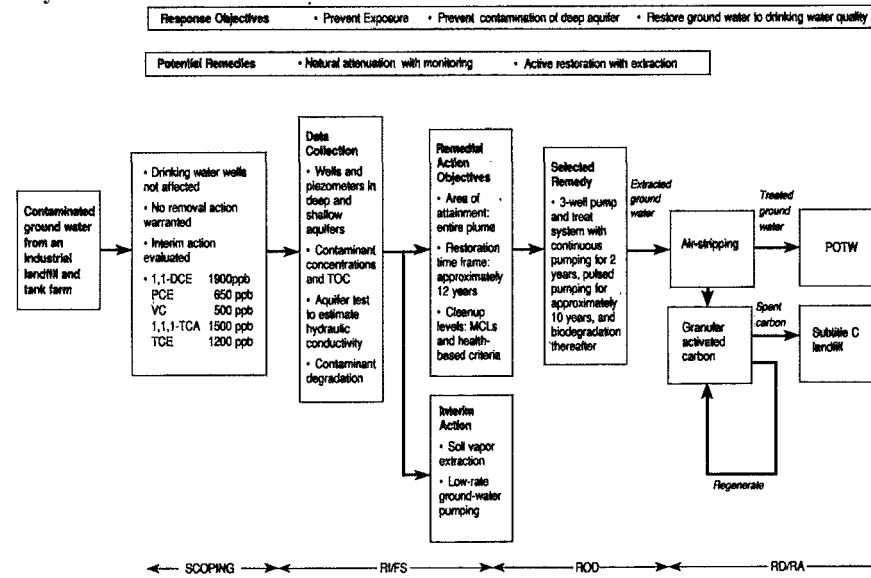 Response Objectives • Prevent Exposure • Prevent contamination of deep aquifer • Restore ground water to drinking water quality
Potential Remedies • Natural attenuation with monitoring • Active restoration with extraction
Contaminated
ground water
from an
industrial
landfill and
tank farm
• Drinking water wells
not affected
• No removal action
warranted
• Interim action
evaluated
• 1,1-DCE 1900ppb
PCE 650 ppb
VC 500 ppb
1,1,1-TCA 1500 ppb
TCE 1200 ppb
Data
Collection
• Wells and
piezometers in
deep and
shallow
aquifers
• Contaminant
concentrations
and TOC
• Aquifer test
to estimate
hydraulic
conductivity
• Contaminant
degradation
Remedial
Action
Objectives
• Area of
attainment:
entire plume
• Restoration
time frame:
approximately
12 years
• Cleanup
levels: MCLs
and health-
based criteria
Interim
Action
• Soil vapor
extraction
• Low-rate
ground-water
pumping
Selected
Remedy
• 3-well pump
and treat
system with
continuous
pumping for 2
years, pulsed
pumping for
approximately
10 years, and
biodegradation
thereafter
Extracted
ground
water
Air-stripping
Treated
ground
water
POTW
Granular
activated
carbon
Spent
carbon
Subtitle C
landfill
Regenerate
SCOPING RI/FS ROD RD/RA